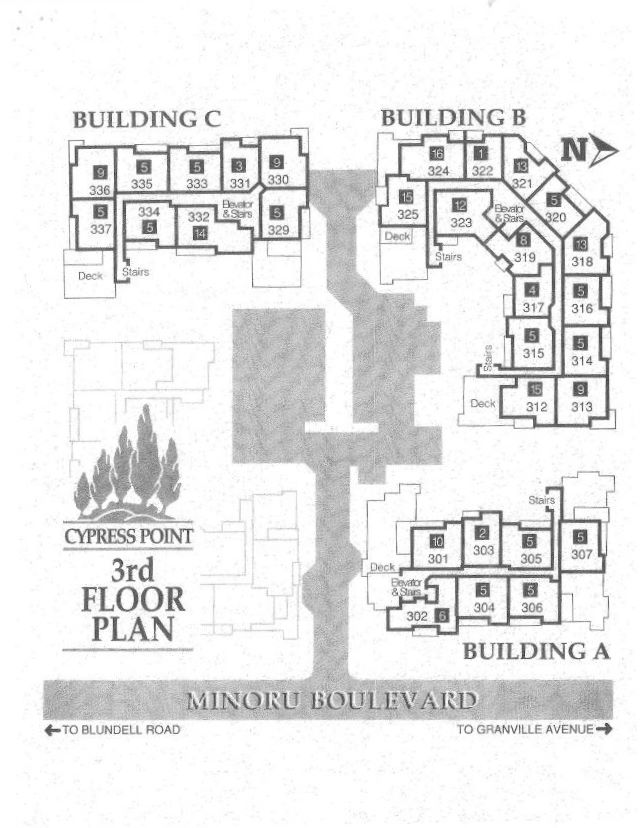 BUILDING C
BUILDING B
N
9
336
5
335
5
333
3
331
9
330
5
337
334
5
332
14
Elevator
& Stairs
5
329
Deck
Stairs
16
324
1
322
13
321
5
320
15
325
12
323
Elevator
& Stairs
8
319
13
318
Deck
Stairs
4
317
5
316
5
315
5
314
Stairs
Deck
15
312
9
313
CYPRESS POINT
3rd
FLOOR
PLAN
Stairs
10
301
2
303
5
305
5
307
Deck
Elevator
& Stairs
302 6
5
304
5
306
BUILDING A
MINORU BOULEVARD
TO BLUNDELL ROAD
TO GRANVILLE AVENUE